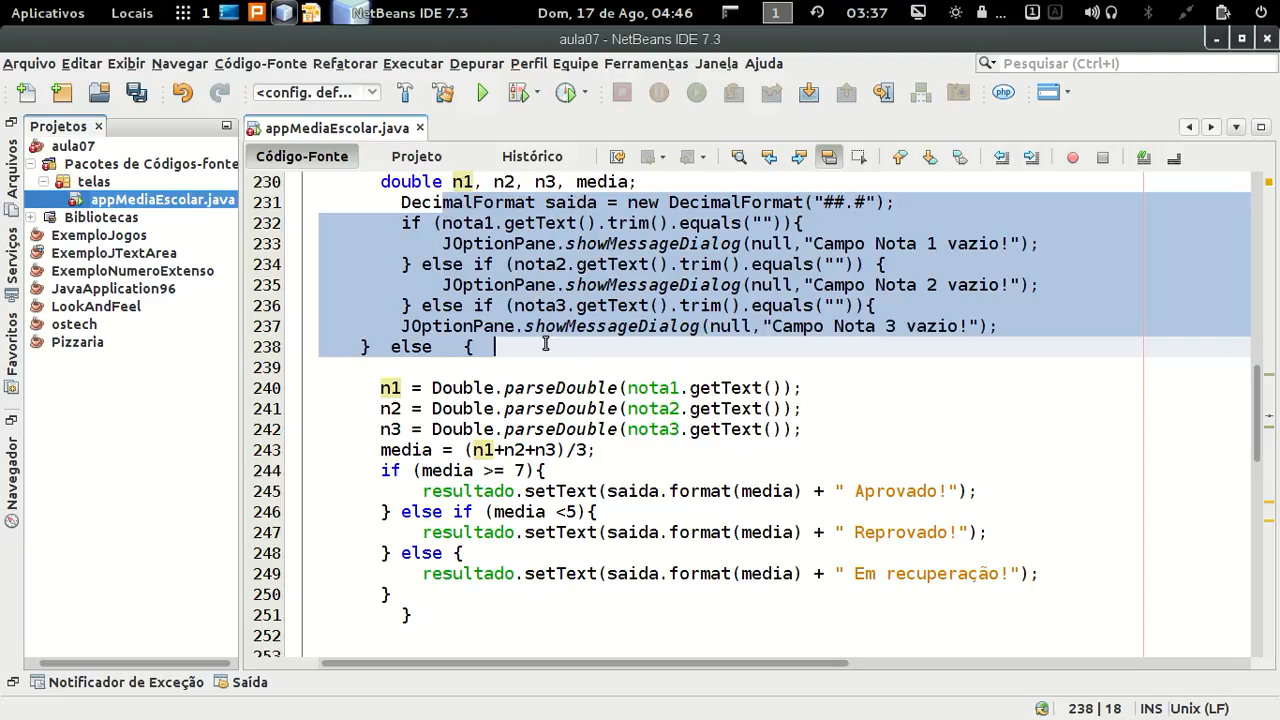 Aplicativos Locais 1 NetBeans IDE 7.3 Dom, 17 de Ago, 04:46 1 03:37 ... 1 A
aula07 - NetBeans IDE 7.3
Arquivo Editar Exibir Navegar Código-Fonte Refatorar Executar Depurar Perfil Equipe Ferramentas Janela Ajuda Pesquisar (Ctrl+I)
<config. def... php
Projetos × appMediaEscolar.java ×
Código-Fonte Projeto Histórico
aula07
Pacotes de Códigos-fonte
telas
appMediaEscolar.java
Bibliotecas
ExemploJogos
ExemploJTextArea
ExemploNumeroExtenso
JavaApplication96
LookAndFeel
ostech
Pizzaria
Arquivos
Serviços
Favoritos
Navegador
230 double n1, n2, n3, media;
231 DecimalFormat saida = new DecimalFormat("##.#");
232 if (nota1.getText().trim().equals("")){
233 JOptionPane.showMessageDialog(null,"Campo Nota 1 vazio!");
234 } else if (nota2.getText().trim().equals("")) {
235 JOptionPane.showMessageDialog(null,"Campo Nota 2 vazio!");
236 } else if (nota3.getText().trim().equals("")){
237 JOptionPane.showMessageDialog(null,"Campo Nota 3 vazio!");
238 } else {
239
240 n1 = Double.parseDouble(nota1.getText());
241 n2 = Double.parseDouble(nota2.getText());
242 n3 = Double.parseDouble(nota3.getText());
243 media = (n1+n2+n3)/3;
244 if (media >= 7){
245 resultado.setText(saida.format(media) + " Aprovado!");
246 } else if (media <5){
247 resultado.setText(saida.format(media) + " Reprovado!");
248 } else {
249 resultado.setText(saida.format(media) + " Em recuperação!");
250 }
251 }
252
253
Notificador de Exceção Saída
238 | 18 INS Unix (LF)